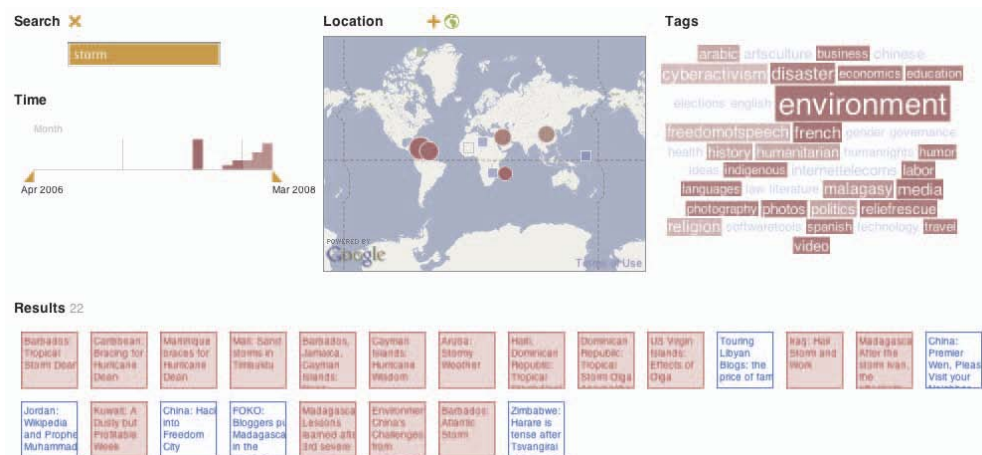 Search
Location
Tags
storm
arabic artsculture business chinese
cyberactivism disaster economics education
elections english environment
freedomofspeech french gender governance
health history humanitarian humanrights humor
ideas indigenous internettelecoms labor
languages law literature malagasy media
photography photos politics reliefrescue
religion softwaretools spanish technology travel
video
Time
Month
Apr 2006
Mar 2008
POWERED BY
Google
Terms of Use
Results 22
Barbados:
Tropical
Storm Dean
Caribbean:
Bracing for
Hurricane
Dean
Martinique
braces for
Hurricane
Dean
Mali: Sand
storms in
Timbuktu
Barbados,
Jamaica,
Cayman
Islands:
Cayman
Islands:
Hurricane
Wisdom
Aruba:
Stormy
Weather
Haiti,
Dominican
Republic:
Tropical
Dominican
Republic:
Tropical
Storm Olga
US Virgin
Islands:
Effects of
Olga
Touring
Libyan
Blogs: the
price of fam
Iraq: Hail
Storm and
Work
Madagasca
After the
storm Ivan,
the
China:
Premier
Wen, Pleas
Visit your
Jordan:
Wikipedia
and Prophe
Muhammad
Kuwait: A
Dusty but
Profitable
Week
China: Hacl
into
Freedom
City
FOKO:
Bloggers pu
Madagasca
in the
Madagasca
Lessons
learned afte
3rd severe
Environmer
China's
Challenges
from
Barbados:
Atlantic
Storm
Zimbabwe:
Harare is
tense after
Tsvangirai